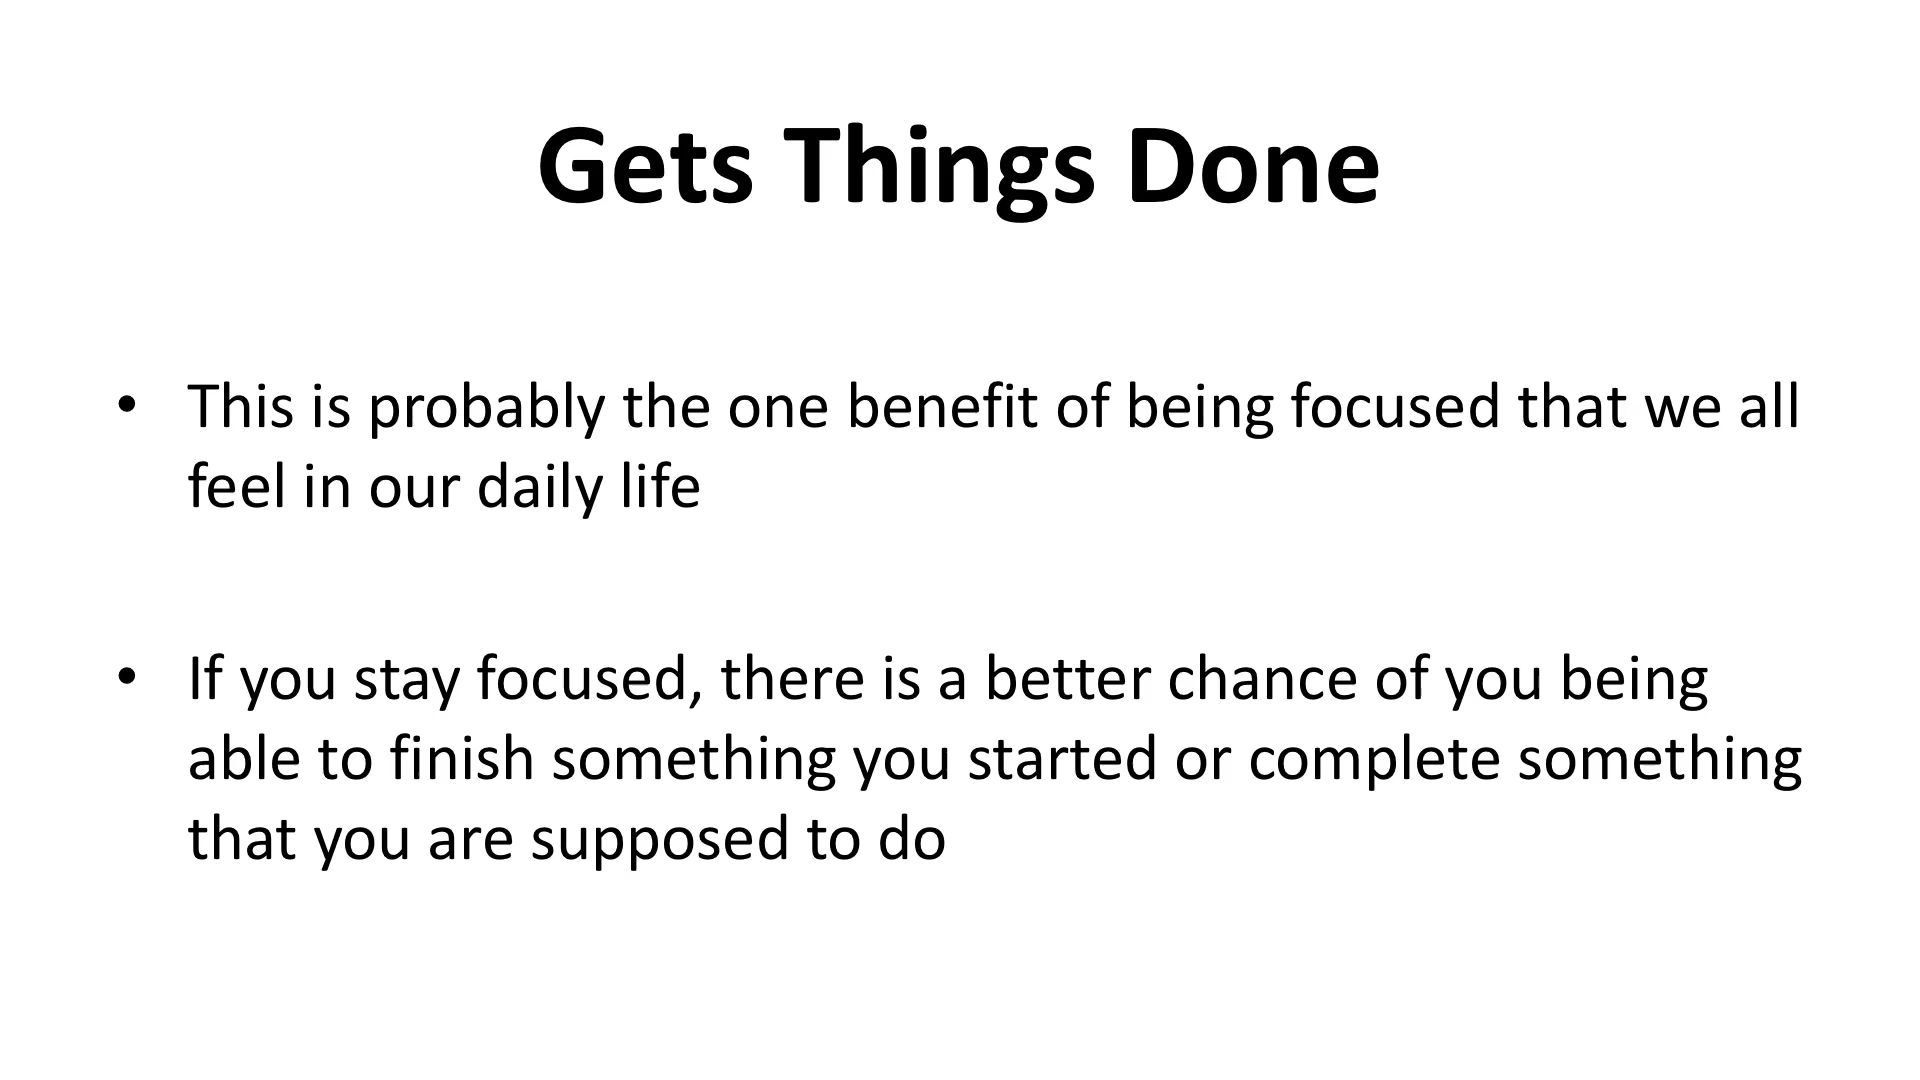 Gets Things Done
• This is probably the one benefit of being focused that we all
feel in our daily life
• If you stay focused, there is a better chance of you being
able to finish something you started or complete something
that you are supposed to do